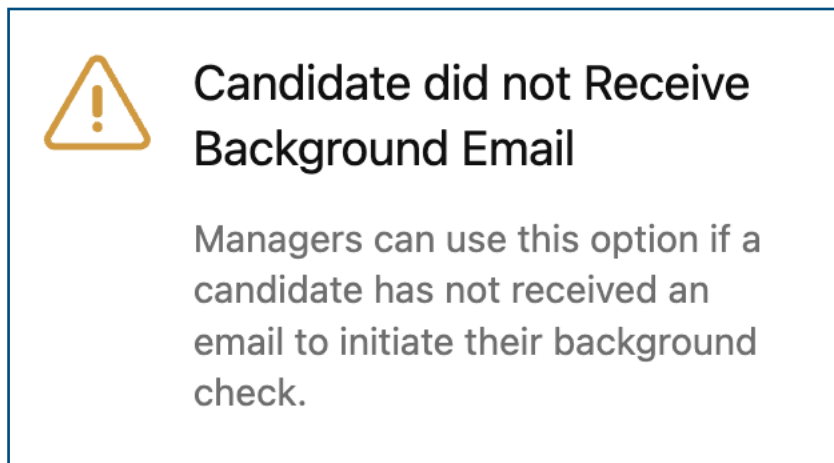 Candidate did not Receive
Background Email
Managers can use this option if a
candidate has not received an
email to initiate their background
check.